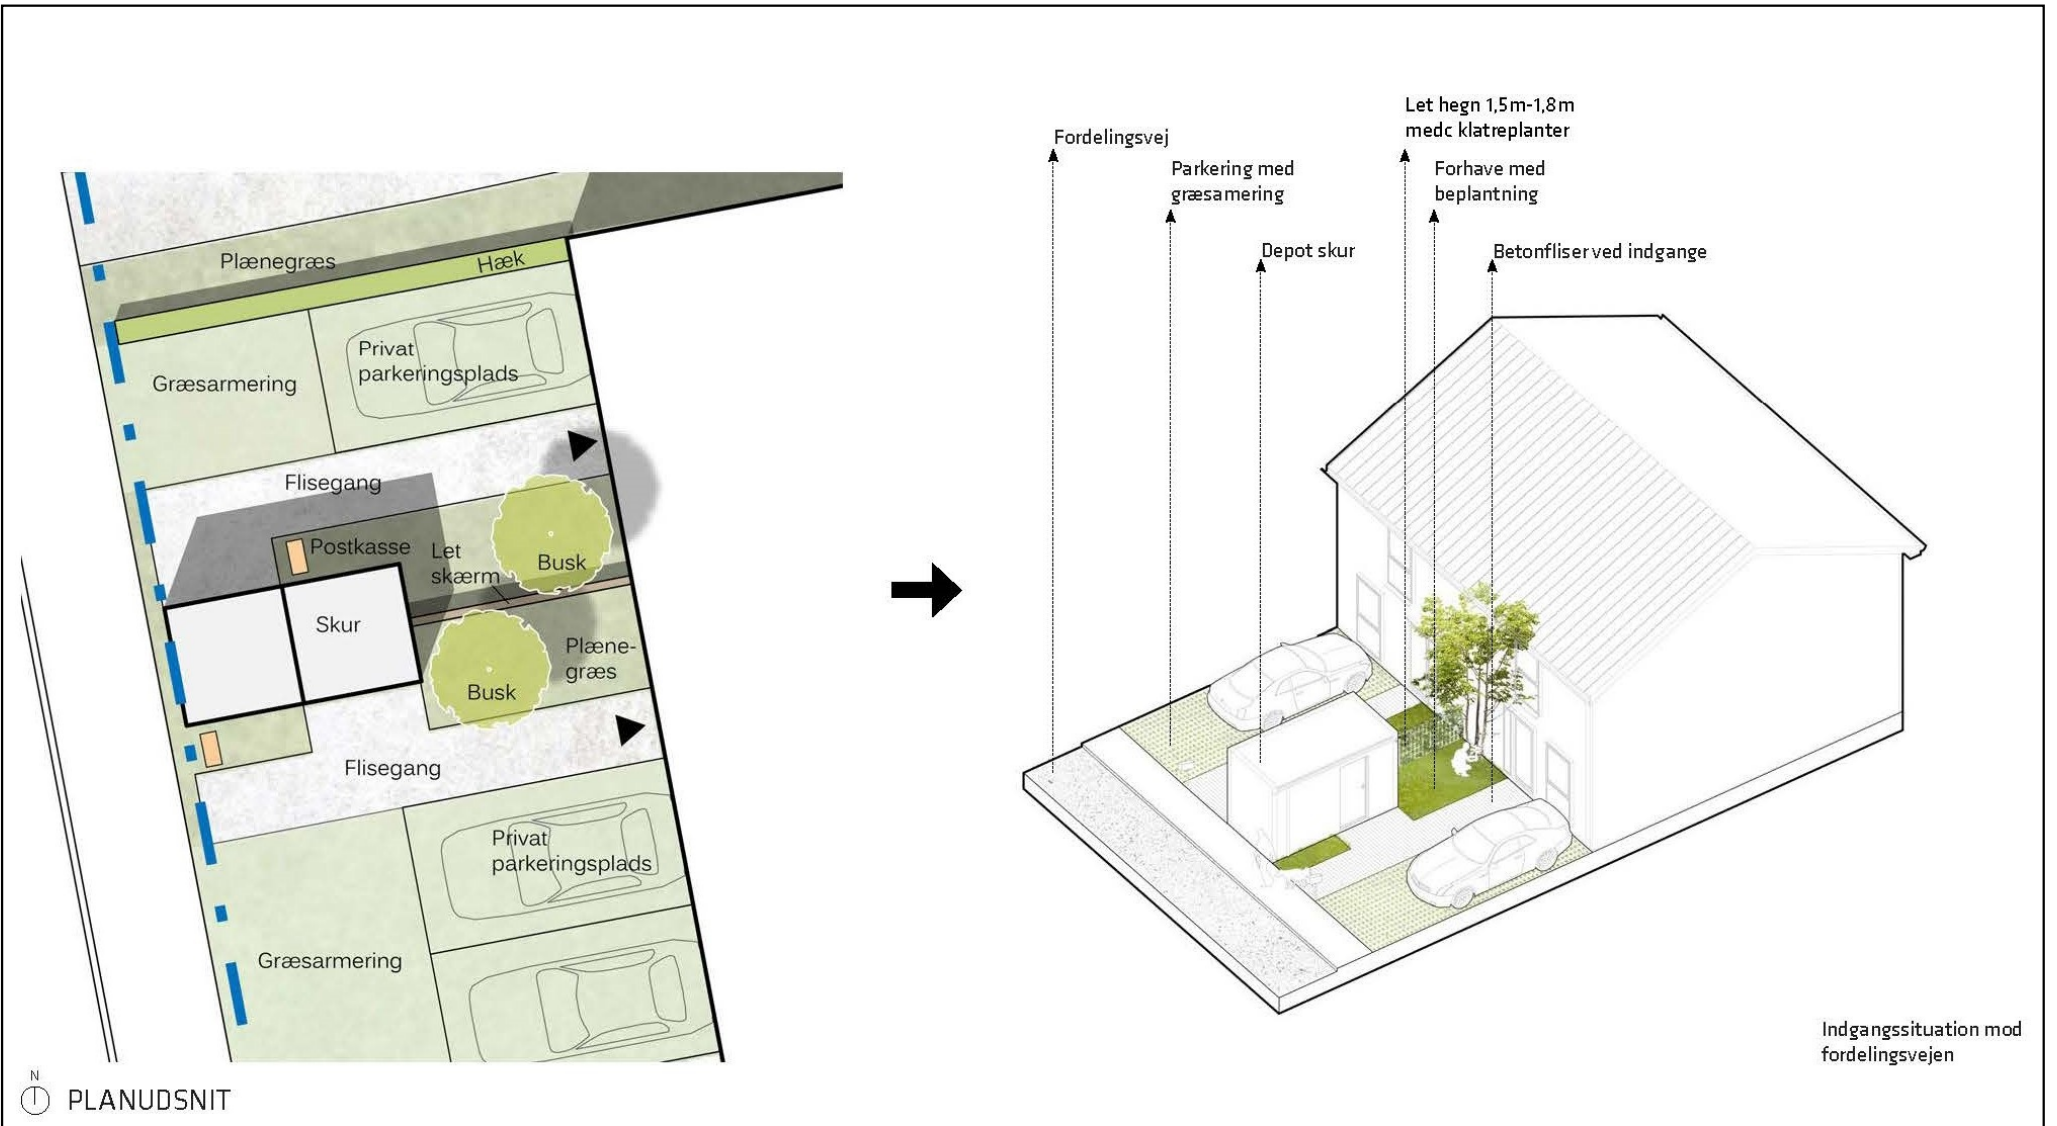 Plænegræs
Hæk
Privat
parkeringsplads
Græsarmering
Flisegang
Postkasse
Let
skærm
Busk
Skur
Plæne-
græs
Busk
Flisegang
Privat
parkeringsplads
Græsarmering
N
PLANUDSNIT
Fordelingsvej
Parkering med
græsamering
Depot skur
Let hegn 1,5m-1,8m
medc klatreplanter
Forhave med
beplantning
Betonfliser ved indgange
Indgangssituation mod
fordelingsvejen